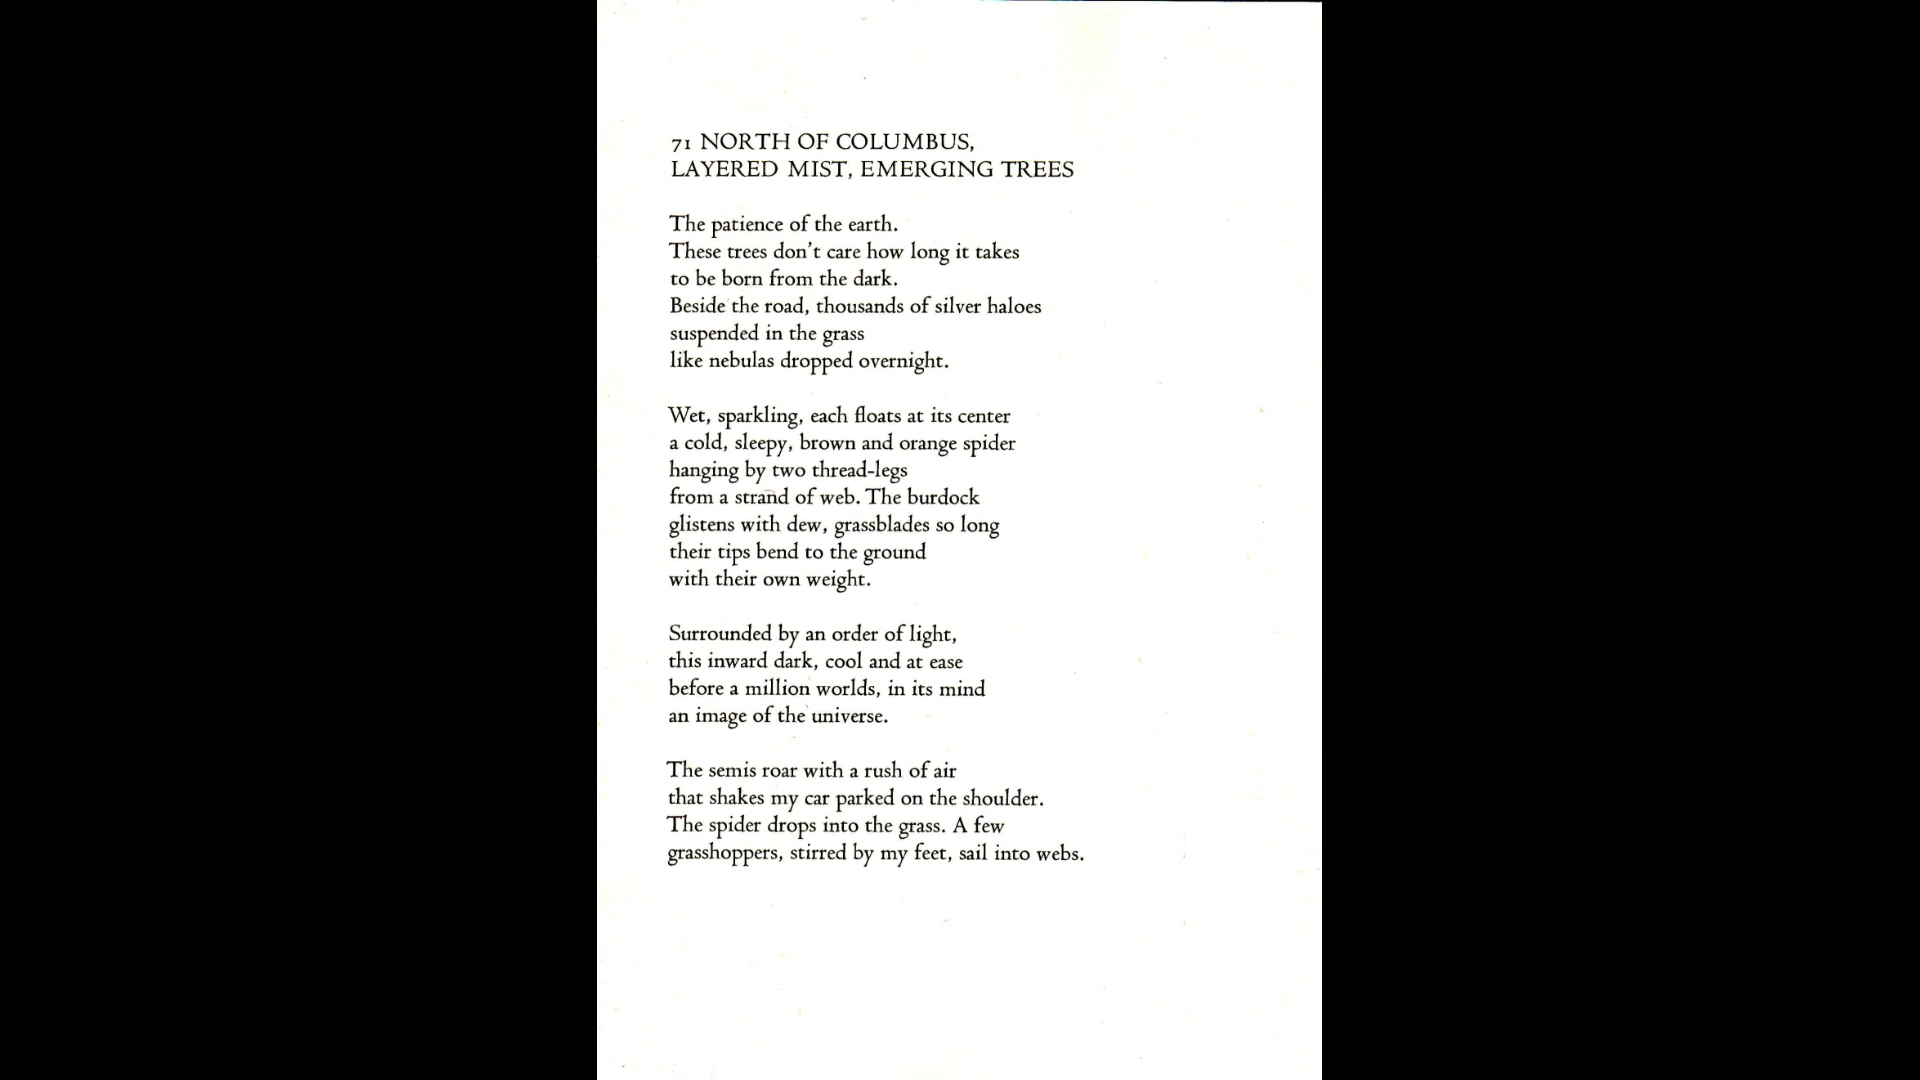 71 NORTH OF COLUMBUS,
LAYERED MIST, EMERGING TREES
The patience of the earth.
These trees don't care how long it takes
to be born from the dark.
Beside the road, thousands of silver haloes
suspended in the grass
like nebulas dropped overnight.
Wet, sparkling, each floats at its center
a cold, sleepy, brown and orange spider
hanging by two thread-legs
from a strand of web. The burdock
glistens with dew, grassblades so long
their tips bend to the ground
with their own weight.
Surrounded by an order of light,
this inward dark, cool and at ease
before a million worlds, in its mind
an image of the universe.
The semis roar with a rush of air
that shakes my car parked on the shoulder.
The spider drops into the grass. A few
grasshoppers, stirred by my feet, sail into webs.